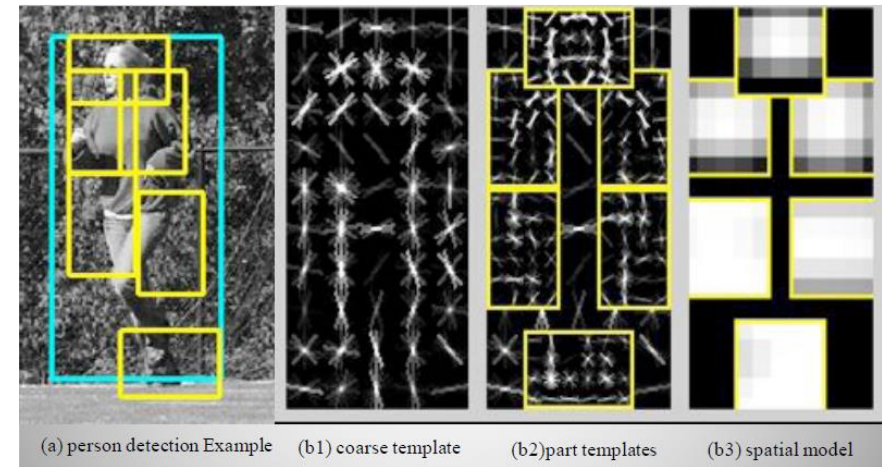 (a) person detection Example
(b1) coarse template
(b2)part templates
(b3) spatial model